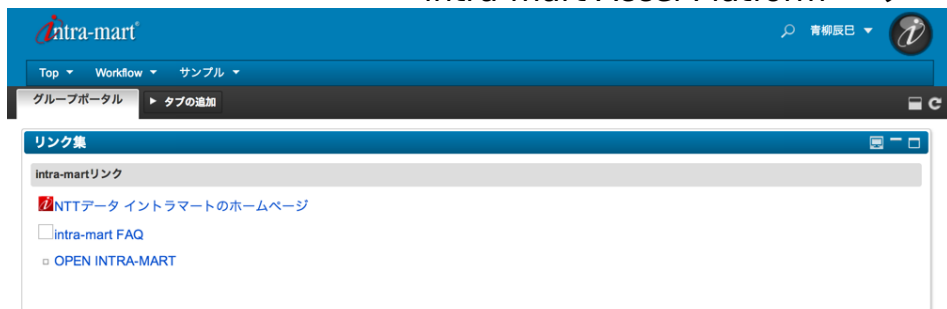 intra-mart
青柳辰巳
Top Workflow サンプル
グループポータル タブの追加
リンク集
intra-martリンク
NTTデータ イントラマートのホームページ
intra-mart FAQ
OPEN INTRA-MART